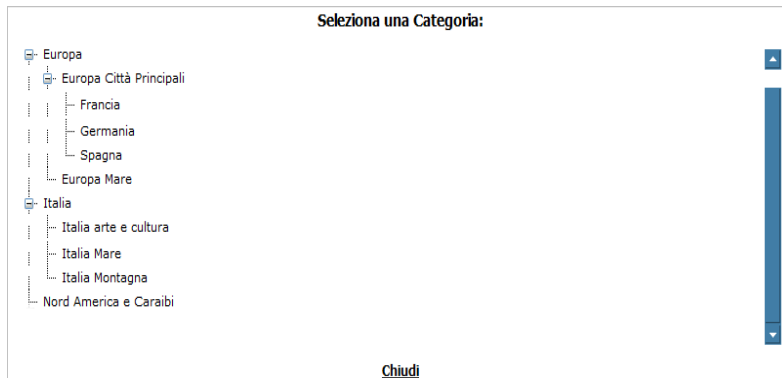 Seleziona una Categoria:
Europa
Europa Città Principali
Francia
Germania
Spagna
Europa Mare
Italia
Italia arte e cultura
Italia Mare
Italia Montagna
Nord America e Caraibi
Chiudi